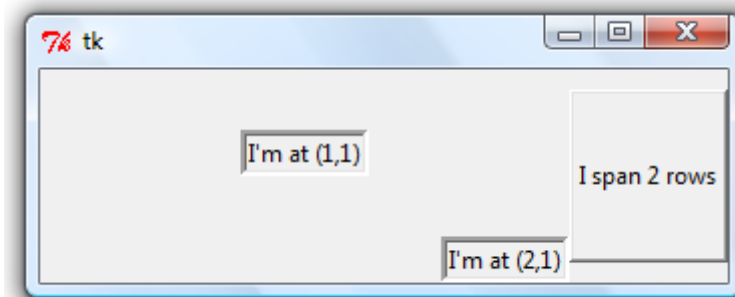 tk
I'm at (1,1)
I span 2 rows
I'm at (2,1)